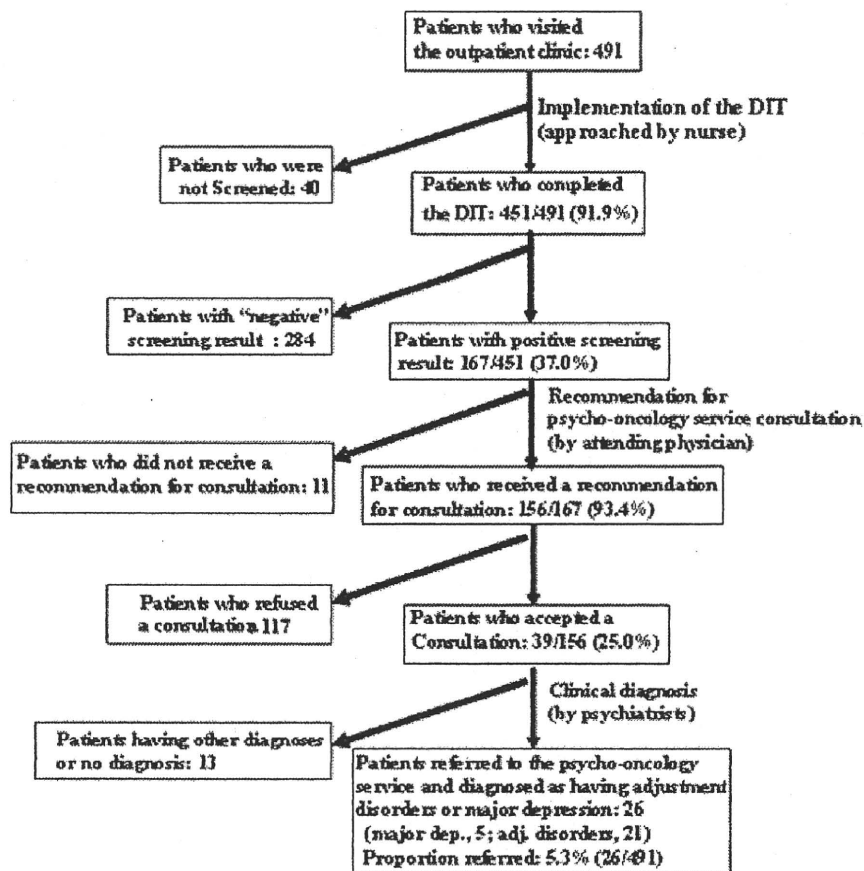 Patients who visited
the outpatient clinic: 491
Implementation of the DIT
(approached by nurse)
Patients who were
not Screened: 40
Patients who completed
the DIT: 451/491 (91.9%)
Patients with “negative”
screening result : 284
Patients with positive screening
result: 167/451 (37.0%)
Recommendation for
psycho-oncology service consultation
(by attending physician)
Patients who did not receive a
recommendation for consultation: 11
Patients who received a recommendation
for consultation: 156/167 (93.4%)
Patients who refused
a consultation: 117
Patients who accepted a
Consultation: 39/156 (25.0%)
Clinical diagnosis
(by psychiatrists)
Patients having other diagnoses
or no diagnosis: 13
Patients referred to the psycho-oncology
service and diagnosed as having adjustment
disorders or major depression: 26
(major dep., 5; adj. disorders, 21)
Proportion referred: 5.3% (26/491)